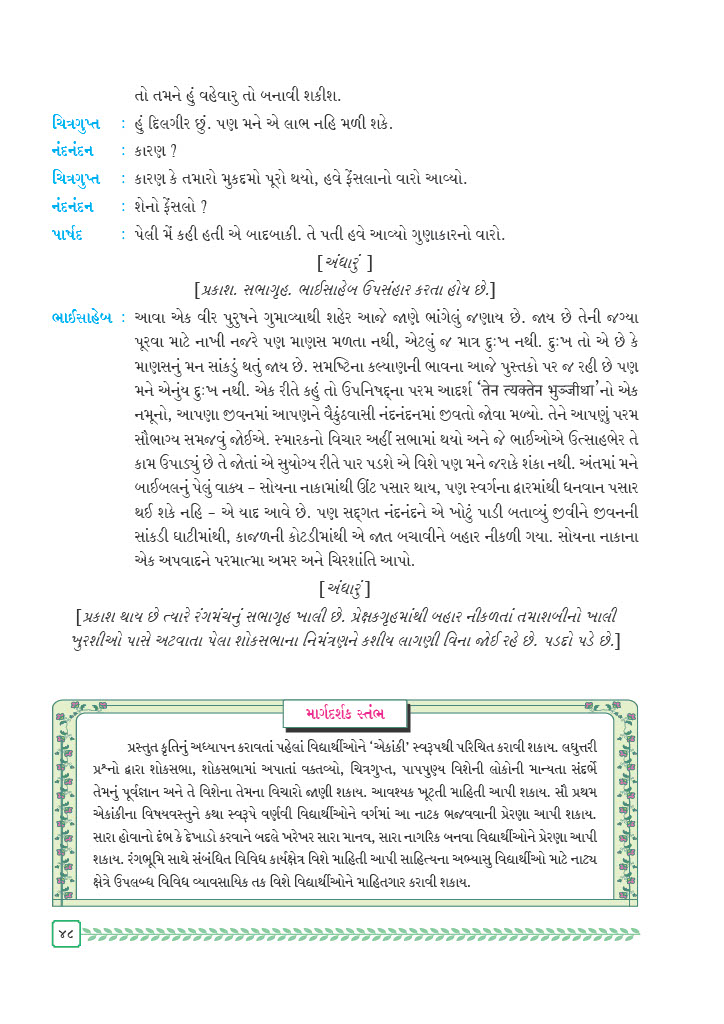 તો તમને હું વહેવારુ તો બનાવી શકીશ.
ચિત્રગુપ્ત : હું દિલગીર છું. પણ મને એ લાભ નહિ મળી શકે.
નંદનંદન : કારણ ?
ચિત્રગુપ્ત : કારણ કે તમારો મુકદમો પૂરો થયો, હવે ફેંસલાનો વારો આવ્યો.
નંદનંદન : શેનો ફેંસલો ?
પાર્ષદ : પેલી મેં કહી હતી એ બાદબાકી. તે પતી હવે આવ્યો ગુણાકારનો વારો.
[અંધારું ]
[પ્રકાશ. સભાગૃહ. ભાઈસાહેબ ઉપસંહાર કરતા હોય છે.]
ભાઈસાહેબ : આવા એક વીર પુરુષને ગુમાવ્યાથી શહેર આજે જાણે ભાંગેલું જણાય છે. જાય છે તેની જગ્યા
પૂરવા માટે નાખી નજરે પણ માણસ મળતા નથી, એટલું જ માત્ર દુઃખ નથી. દુઃખ તો એ છે કે
માણસનું મન સાંકડું થતું જાય છે. સમષ્ટિના કલ્યાણની ભાવના આજે પુસ્તકો પર જ રહી છે પણ
મને એનુંય દુઃખ નથી. એક રીતે કહું તો ઉપનિષદ્‌ના પરમ આદર્શ ‘तेन त्यक्तेन भुञ्जीथा’નો એક
નમૂનો, આપણા જીવનમાં આપણને વૈકુંઠવાસી નંદનંદનમાં જીવતો જોવા મળ્યો. તેને આપણું પરમ
સૌભાગ્ય સમજવું જોઈએ. સ્મારકનો વિચાર અહીં સભામાં થયો અને જે ભાઈઓએ ઉત્સાહભેર તે
કામ ઉપાડ્યું છે તે જોતાં એ સુયોગ્ય રીતે પાર પડશે એ વિશે પણ મને જરાકે શંકા નથી. અંતમાં મને
બાઈબલનું પેલું વાક્ય – સોયના નાકામાંથી ઊંટ પસાર થાય, પણ સ્વર્ગના દ્વારમાંથી ધનવાન પસાર
થઈ શકે નહિ – એ યાદ આવે છે. પણ સદ્‌ગત નંદનંદને એ ખોટું પાડી બતાવ્યું જીવીને જીવનની
સાંકડી ઘાટીમાંથી, કાજળની કોટડીમાંથી એ જાત બચાવીને બહાર નીકળી ગયા. સોયના નાકાના
એક અપવાદને પરમાત્મા અમર અને ચિરશાંતિ આપો.
[અંધારું]
[પ્રકાશ થાય છે ત્યારે રંગમંચનું સભાગૃહ ખાલી છે. પ્રેક્ષકગૃહમાંથી બહાર નીકળતાં તમાશબીનો ખાલી
ખુરશીઓ પાસે અટવાતા પેલા શોકસભાના નિમંત્રણને કશીય લાગણી વિના જોઈ રહે છે. પડદો પડે છે.]
માર્ગદર્શક સ્તંભ
પ્રસ્તુત કૃતિનું અધ્યાપન કરાવતાં પહેલાં વિદ્યાર્થીઓને ‘એકાંકી’ સ્વરૂપથી પરિચિત કરાવી શકાય. લઘુત્તરી
પ્રશ્નો દ્વારા શોકસભા, શોકસભામાં અપાતાં વક્તવ્યો, ચિત્રગુપ્ત, પાપપુણ્ય વિશેની લોકોની માન્યતા સંદર્ભે
તેમનું પૂર્વજ્ઞાન અને તે વિશેના તેમના વિચારો જાણી શકાય. આવશ્યક ખૂટતી માહિતી આપી શકાય. સૌ પ્રથમ
એકાંકીના વિષયવસ્તુને કથા સ્વરૂપે વર્ણવી વિદ્યાર્થીઓને વર્ગમાં આ નાટક ભજવવાની પ્રેરણા આપી શકાય.
સારા હોવાનો દંભ કે દેખાડો કરવાને બદલે ખરેખર સારા માનવ, સારા નાગરિક બનવા વિદ્યાર્થીઓને પ્રેરણા આપી
શકાય. રંગભૂમિ સાથે સંબંધિત વિવિધ કાર્યક્ષેત્ર વિશે માહિતી આપી સાહિત્યના અભ્યાસુ વિદ્યાર્થીઓ માટે નાટ્ય
ક્ષેત્રે ઉપલબ્ધ વિવિધ વ્યાવસાયિક તક વિશે વિદ્યાર્થીઓને માહિતગાર કરાવી શકાય.
૪૮